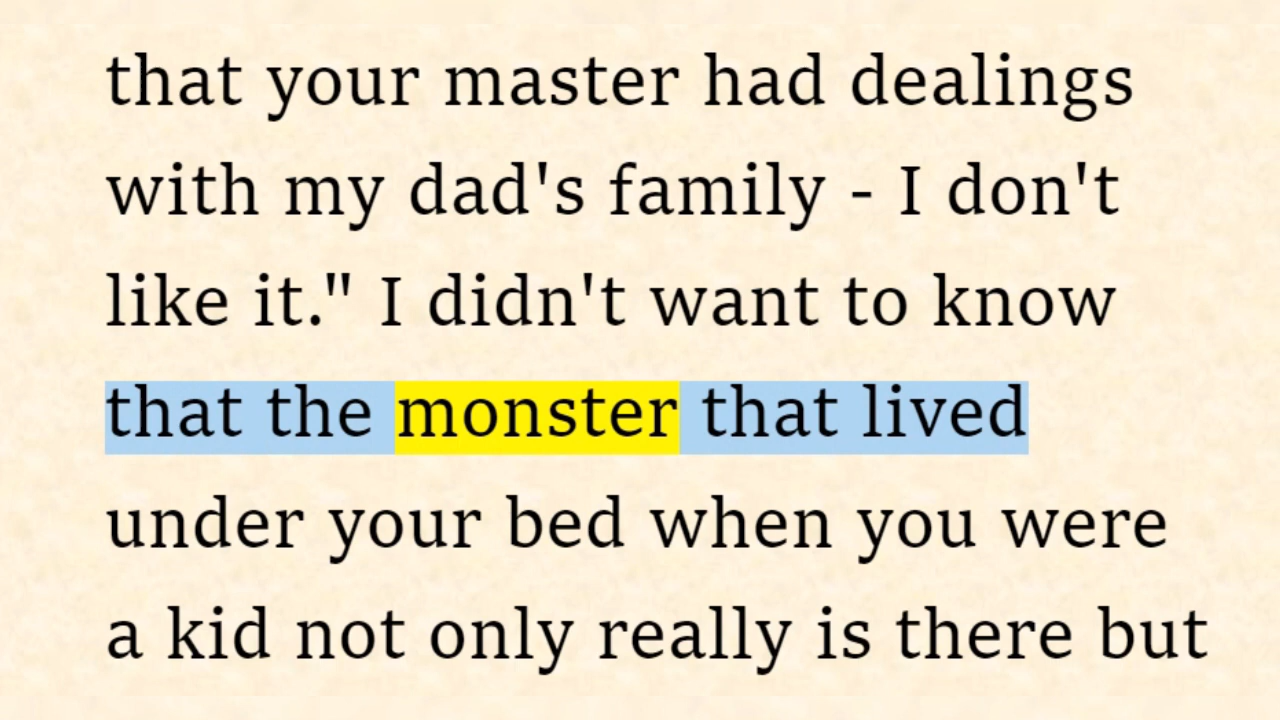 that your master had dealings
with my dad's family - I don't
like it." I didn't want to know
that the monster that lived
under your bed when you were
a kid not only really is there but